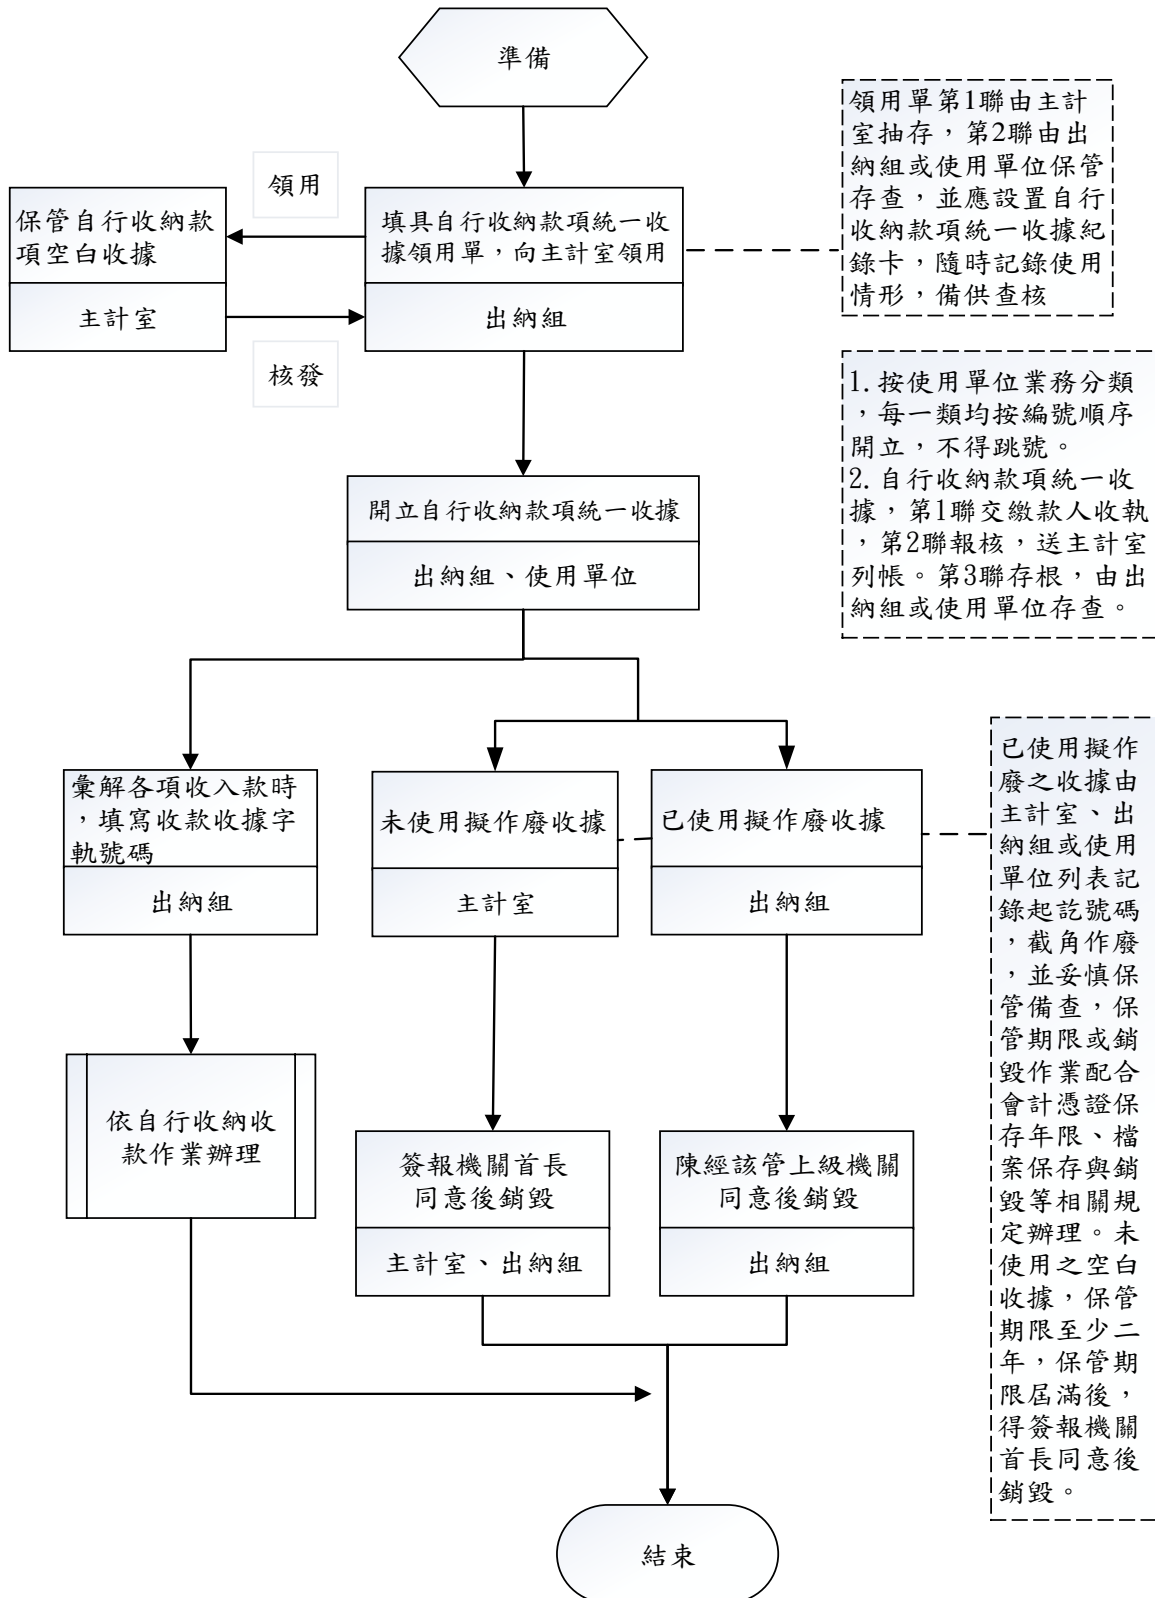 準備
領用單第1聯由主計
室抽存，第2聯由出
納組或使用單位保管
存查，並應設置自行
收納款項統一收據紀
錄卡，隨時記錄使用
情形，備供查核
領用
保管自行收納款
項空白收據
主計室
填具自行收納款項統一收
據領用單，向主計室領用
出納組
核發
1.按使用單位業務分類
，每一類均按編號順序
開立，不得跳號。
2.自行收納款項統一收
據，第1聯交繳款人收執
，第2聯報核，送主計室
列帳。第3聯存根，由出
納組或使用單位存查。
開立自行收納款項統一收據
出納組、使用單位
彙解各項收入款時
，填寫收款收據字
軌號碼
出納組
未使用擬作廢收據
主計室
已使用擬作廢收據
出納組
已使用擬作
廢之收據由
主計室、出
納組或使用
單位列表記
錄起訖號碼
，截角作廢
，並妥慎保
管備查，保
管期限或銷
毀作業配合
會計憑證保
存年限、檔
案保存與銷
毀等相關規
定辦理。未
使用之空白
收據，保管
期限至少二
年，保管期
限屆滿後，
得簽報機關
首長同意後
銷毀。
依自行收納收
款作業辦理
簽報機關首長
同意後銷毀
主計室、出納組
陳經該管上級機關
同意後銷毀
出納組
結束